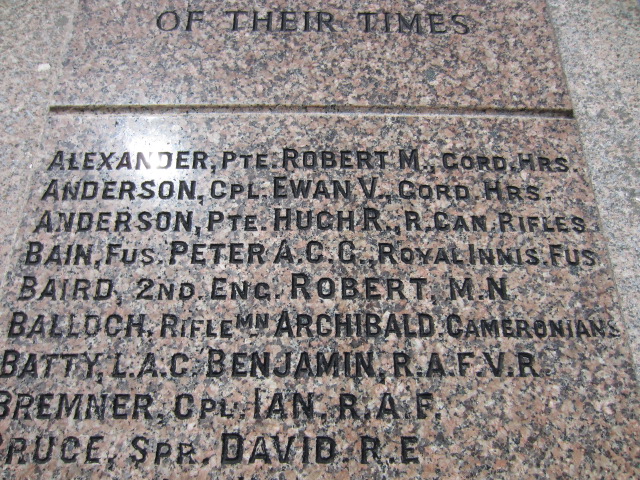 OF THEIR TIMES
ALEXANDER, PTE. ROBERT M., GORD. HRS.
ANDERSON, CPL. EWAN V., GORD. HRS.
ANDERSON, PTE. HUGH R., R. CAN. RIFLES
BAIN, FUS. PETER A.C.G., ROYAL INNIS. FUS
BAIRD, 2ND. ENG. ROBERT, M.N.
BALLOCH, RIFLEMN ARCHIBALD, CAMERONIANS
BATTY, L.A.C. BENJAMIN, R.A.F.V.R.
BREMNER, CPL. IAN, R.A.F.
BRUCE, SPR. DAVID R.E